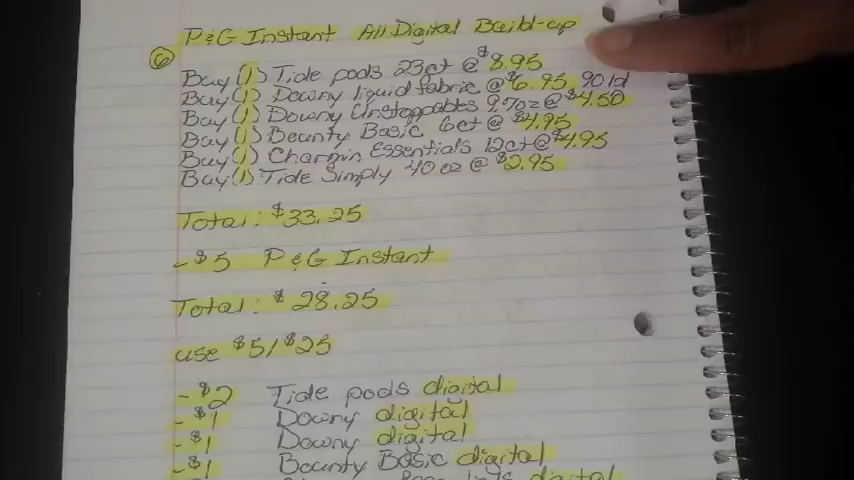 P&G Instant All Digital Build-up
6
Buy (1) Tide pods 23ct @ $8.95
Buy (1) Downy liquid fabric @ $6.95 90ld
Buy (1) Downy Unstoppables 9.70z @ $4.50
Buy (1) Bounty Basic 6ct @ $4.95
Buy (1) Charmin Essentials 12ct @ $4.95
Buy (1) Tide Simply 40oz @ $2.95
Total: $33.25
- $5 P&G Instant
Total: $28.25
use $5/$25
- $2 Tide pods digital
- $1 Downy digital
- $1 Downy digital
- $1 Bounty Basic digital
digital